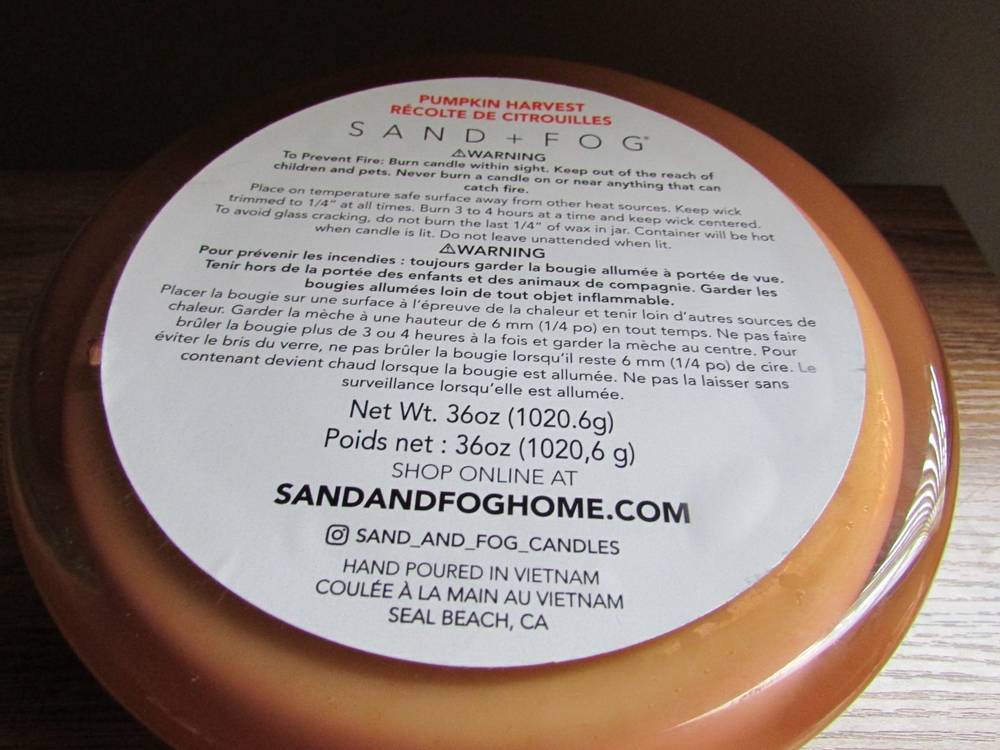 PUMPKIN HARVEST
RÉCOLTE DE CITROUILLES
SAND + FOG®
⚠WARNING
To Prevent Fire: Burn candle within sight. Keep out of the reach of
children and pets. Never burn a candle on or near anything that can
catch fire.
Place on temperature safe surface away from other heat sources. Keep wick
trimmed to 1/4" at all times. Burn 3 to 4 hours at a time and keep wick centered.
To avoid glass cracking, do not burn the last 1/4" of wax in jar. Container will be hot
when candle is lit. Do not leave unattended when lit.
⚠WARNING
Pour prévenir les incendies : toujours garder la bougie allumée à portée de vue.
Tenir hors de la portée des enfants et des animaux de compagnie. Garder les
bougies allumées loin de tout objet inflammable.
Placer la bougie sur une surface à l'épreuve de la chaleur et tenir loin d'autres sources de
chaleur. Garder la mèche à une hauteur de 6 mm (1/4 po) en tout temps. Ne pas faire
brûler la bougie plus de 3 ou 4 heures à la fois et garder la mèche au centre. Pour
éviter le bris du verre, ne pas brûler la bougie lorsqu'il reste 6 mm (1/4 po) de cire. Le
contenant devient chaud lorsque la bougie est allumée. Ne pas la laisser sans
surveillance lorsqu'elle est allumée.
Net Wt. 36oz (1020.6g)
Poids net : 36oz (1020,6 g)
SHOP ONLINE AT
SANDANDFOGHOME.COM
SAND_AND_FOG_CANDLES
HAND POURED IN VIETNAM
COULÉE À LA MAIN AU VIETNAM
SEAL BEACH, CA